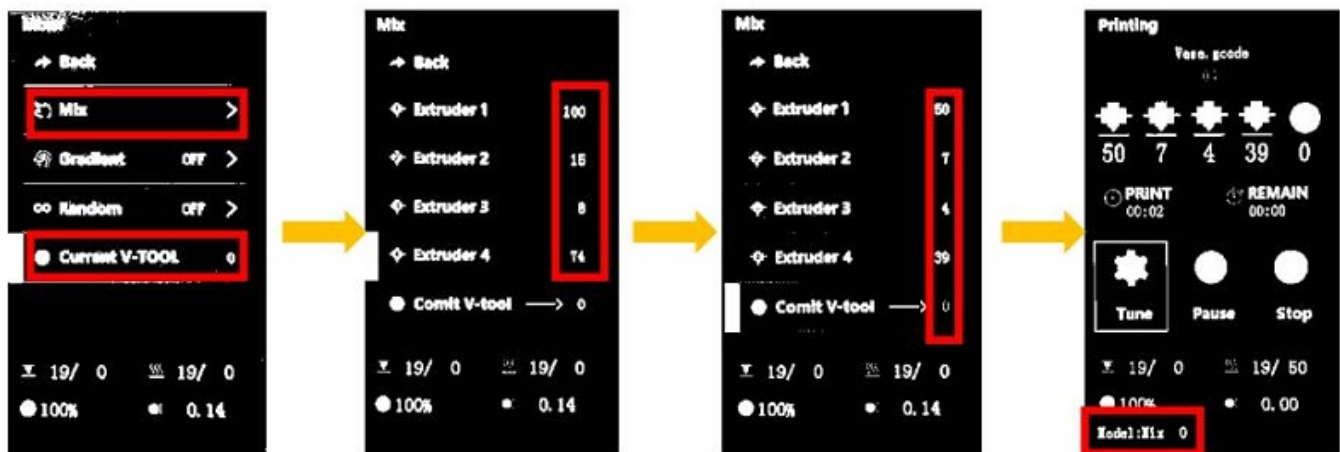 Mixer
Back
Mix >
Gradient OFF >
Random OFF >
Current V-TOOL 0
19/ 0 19/ 0
100% 0.14
Mix
Back
Extruder 1 100
Extruder 2 15
Extruder 3 8
Extruder 4 74
Comit V-tool —> 0
19/ 0 19/ 0
100% 0.14
Mix
Back
Extruder 1 50
Extruder 2 7
Extruder 3 4
Extruder 4 39
Comit V-tool —> 0
19/ 0 19/ 0
100% 0.14
Printing
Vase.gcode
50 7 4 39 0
PRINT REMAIN
00:02 00:00
Tune Pause Stop
19/ 0 19/ 50
100% 0.00
Model:Mix 0